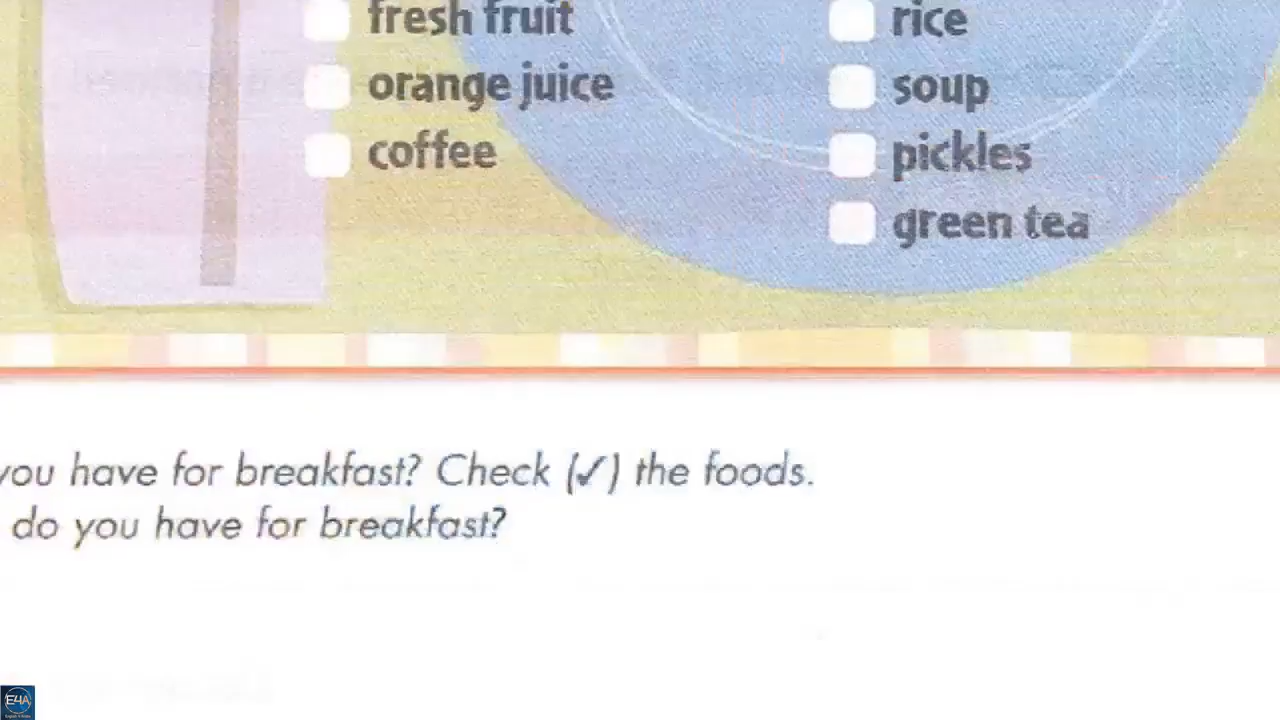 fresh fruit
orange juice
coffee
rice
soup
pickles
green tea
you have for breakfast? Check (✓) the foods.
do you have for breakfast?
E4A